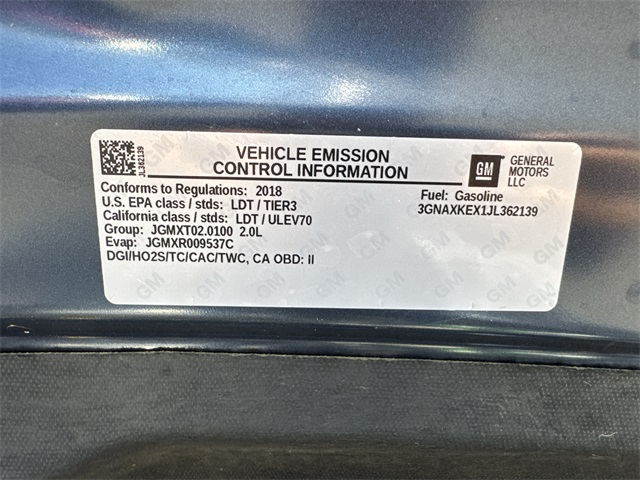 JL362139
VEHICLE EMISSION
CONTROL INFORMATION
GM
GENERAL
MOTORS
LLC
Conforms to Regulations: 2018
U.S. EPA class / stds: LDT / TIER3
California class / stds: LDT / ULEV70
Group: JGMXT02.0100 2.0L
Evap: JGMXR009537C
DGI/HO2S/TC/CAC/TWC, CA OBD: II
Fuel: Gasoline
3GNAXKEX1JL362139